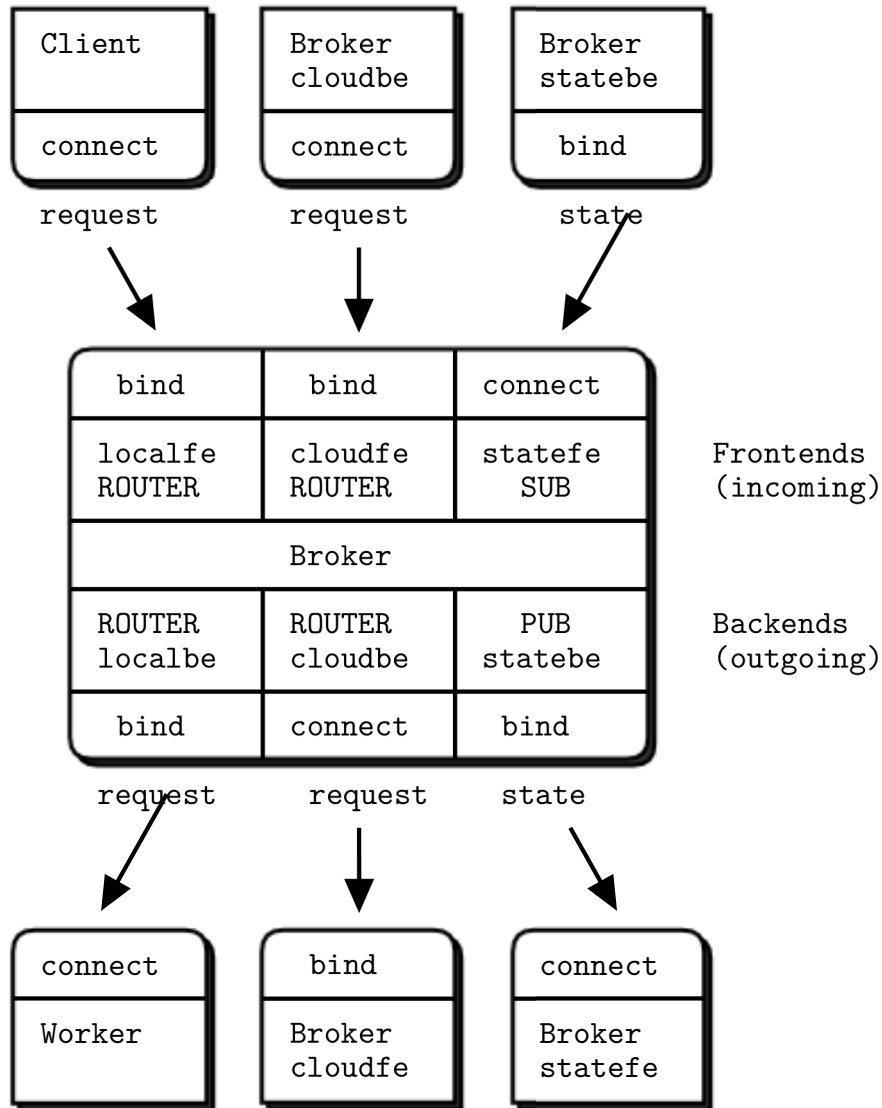 Client
connect
request
Broker
cloudbe
connect
request
Broker
statebe
bind
state
bind
bind
connect
localfe
ROUTER
cloudfe
ROUTER
statefe
SUB
Frontends
(incoming)
Broker
ROUTER
localbe
ROUTER
cloudbe
PUB
statebe
Backends
(outgoing)
bind
connect
bind
request
request
state
connect
Worker
bind
Broker
cloudfe
connect
Broker
statefe